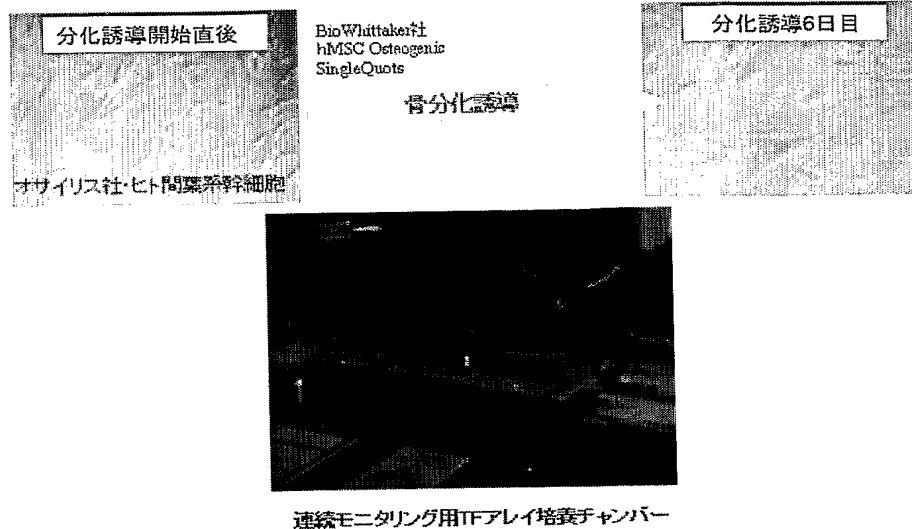 分化誘導開始直後
BioWhittaker社
hMSC Osteogenic
SingleQuots
骨分化誘導
分化誘導6日目
オサイリス社・ヒト間葉系幹細胞
連続モニタリング用TFアレイ培養チャンバー